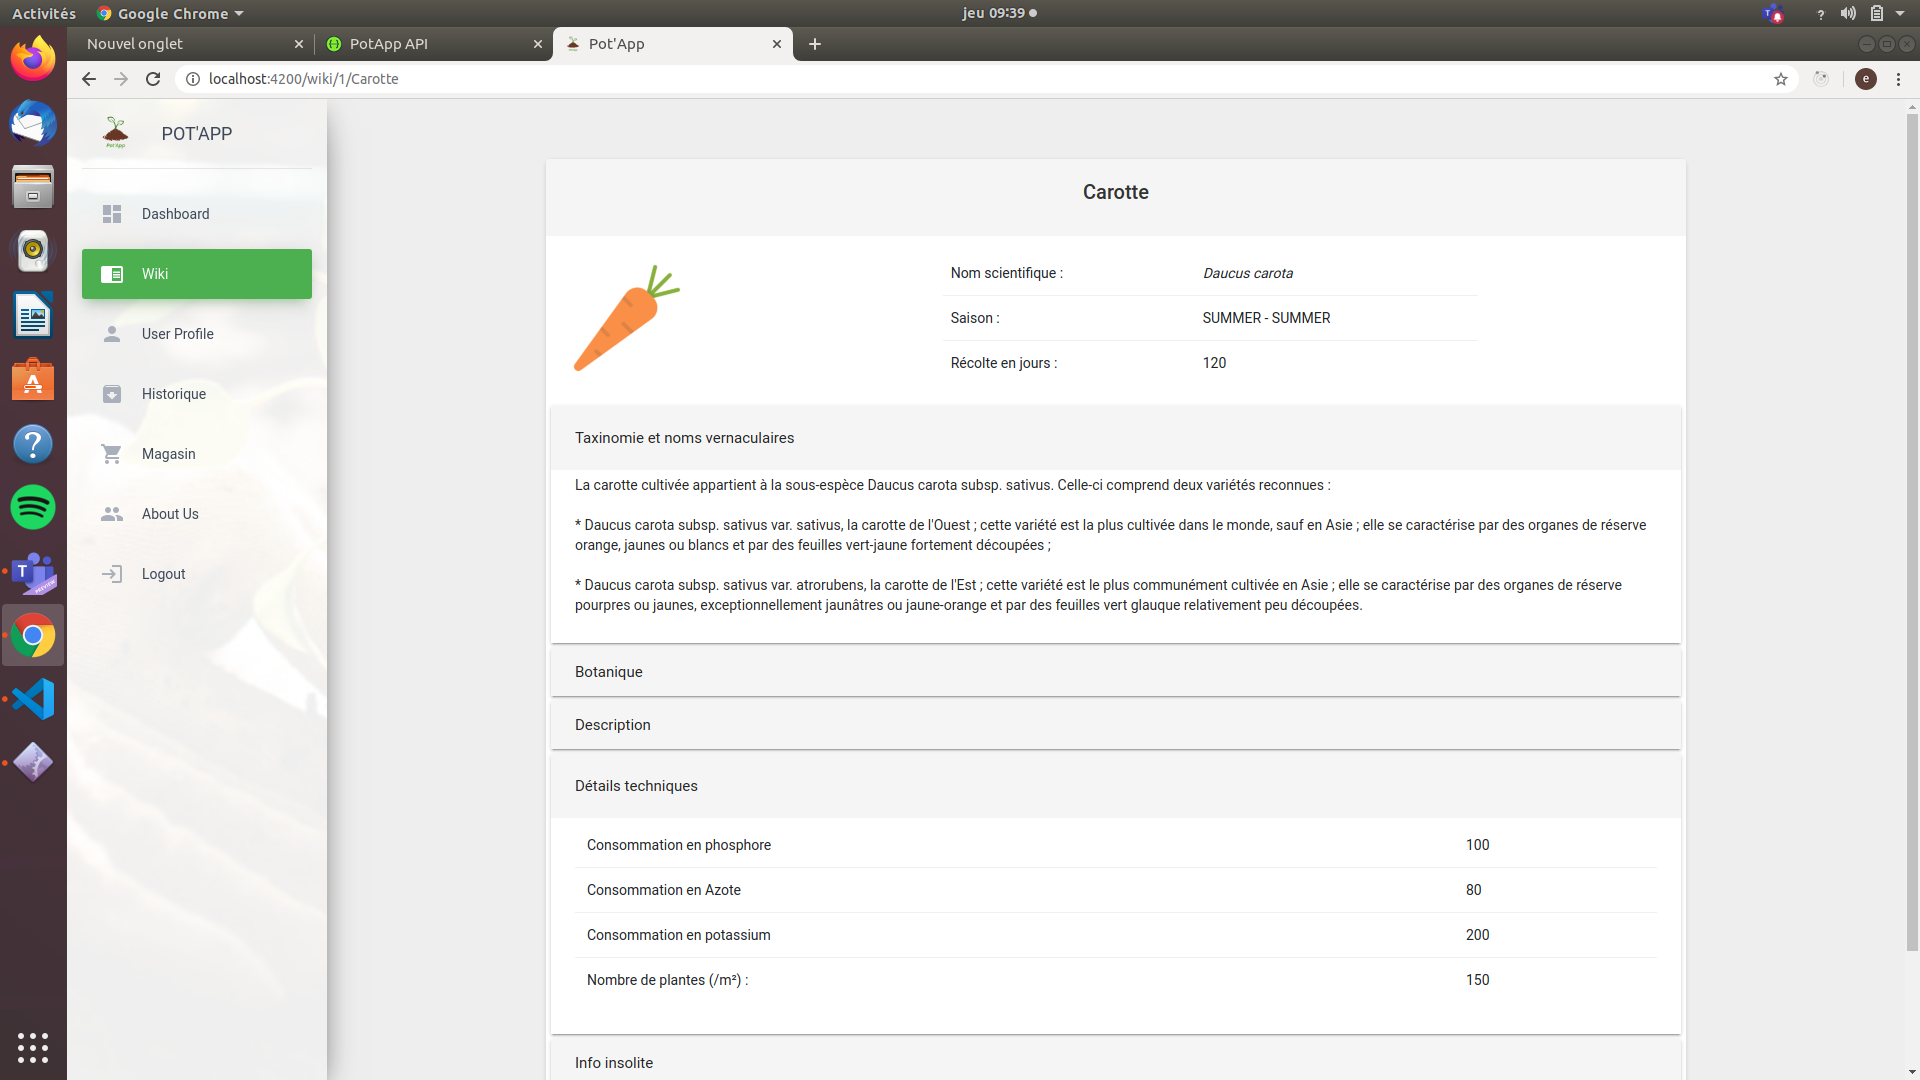 Activités Google Chrome jeu 09:39
Nouvel onglet PotApp API Pot'App
localhost:4200/wiki/1/Carotte e
Pot'App POT'APP
Dashboard
Wiki
User Profile
Historique
Magasin
About Us
Logout
Carotte
Nom scientifique : Daucus carota
Saison : SUMMER - SUMMER
Récolte en jours : 120
Taxinomie et noms vernaculaires
La carotte cultivée appartient à la sous-espèce Daucus carota subsp. sativus. Celle-ci comprend deux variétés reconnues :
* Daucus carota subsp. sativus var. sativus, la carotte de l'Ouest ; cette variété est la plus cultivée dans le monde, sauf en Asie ; elle se caractérise par des organes de réserve
orange, jaunes ou blancs et par des feuilles vert-jaune fortement découpées ;
* Daucus carota subsp. sativus var. atrorubens, la carotte de l'Est ; cette variété est le plus communément cultivée en Asie ; elle se caractérise par des organes de réserve
pourpres ou jaunes, exceptionnellement jaunâtres ou jaune-orange et par des feuilles vert glauque relativement peu découpées.
Botanique
Description
Détails techniques
Consommation en phosphore 100
Consommation en Azote 80
Consommation en potassium 200
Nombre de plantes (/m²) : 150
Info insolite